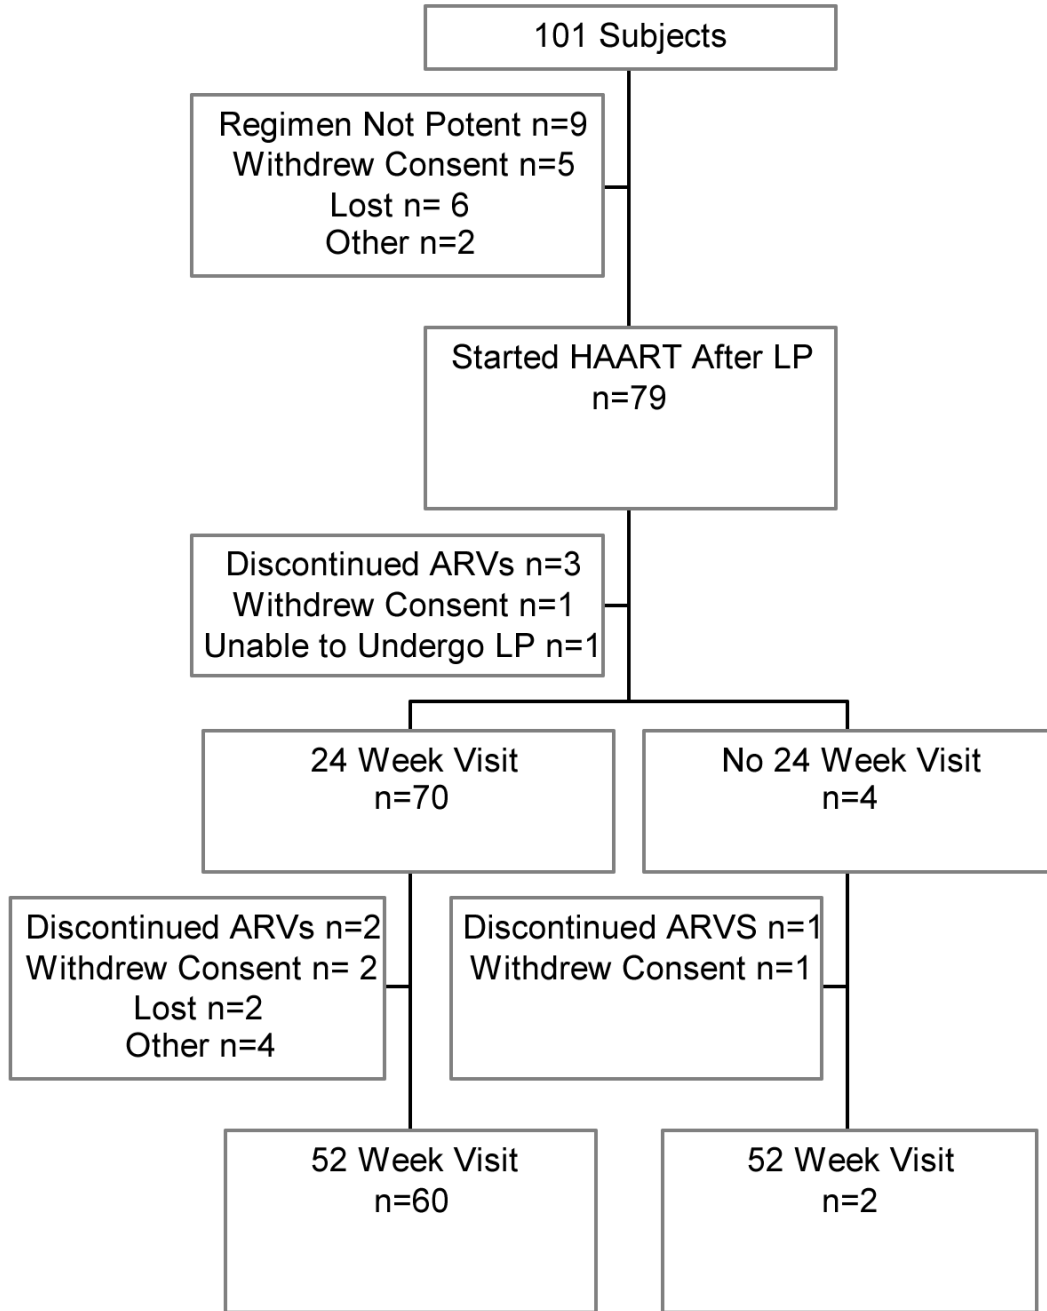 101 Subjects
Regimen Not Potent n=9
Withdrew Consent n=5
Lost n= 6
Other n=2
Started HAART After LP
n=79
Discontinued ARVs n=3
Withdrew Consent n=1
Unable to Undergo LP n=1
24 Week Visit
n=70
No 24 Week Visit
n=4
Discontinued ARVs n=2
Withdrew Consent n= 2
Lost n=2
Other n=4
Discontinued ARVS n=1
Withdrew Consent n=1
52 Week Visit
n=60
52 Week Visit
n=2